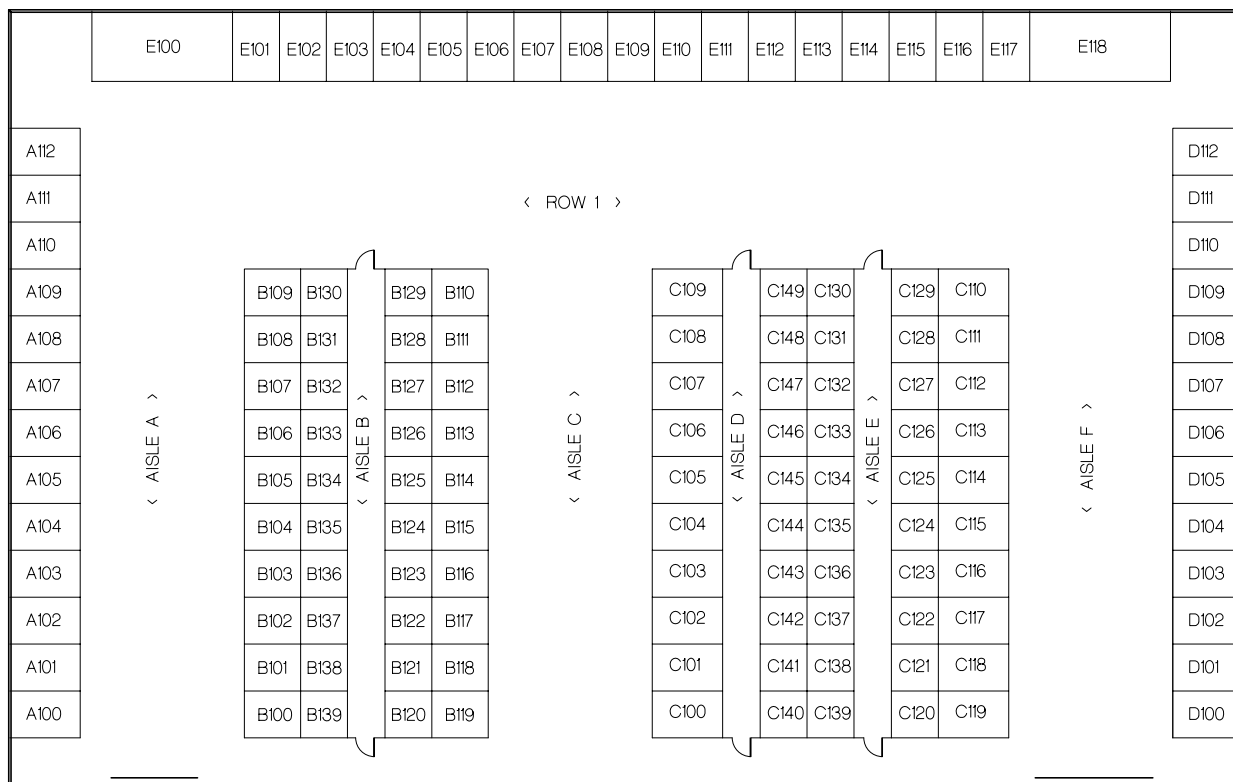 E100 E101 E102 E103 E104 E105 E106 E107 E108 E109 E110 E111 E112 E113 E114 E115 E116 E117 E118
A112 D112
A111 D111
< ROW 1 >
A110 D110
A109 B109 B130 B129 B110 C109 C149 C130 C129 C110 D109
A108 B108 B131 B128 B111 C108 C148 C131 C128 C111 D108
A107 B107 B132 B127 B112 C107 C147 C132 C127 C112 D107
A106 B106 B133 B126 B113 C106 C146 C133 C126 C113 D106
A105 B105 B134 B125 B114 C105 C145 C134 C125 C114 D105
A104 B104 B135 B124 B115 C104 C144 C135 C124 C115 D104
A103 B103 B136 B123 B116 C103 C143 C136 C123 C116 D103
A102 B102 B137 B122 B117 C102 C142 C137 C122 C117 D102
A101 B101 B138 B121 B118 C101 C141 C138 C121 C118 D101
A100 B100 B139 B120 B119 C100 C140 C139 C120 C119 D100
< AISLE A >
< AISLE B >
< AISLE C >
< AISLE D >
< AISLE E >
< AISLE F >